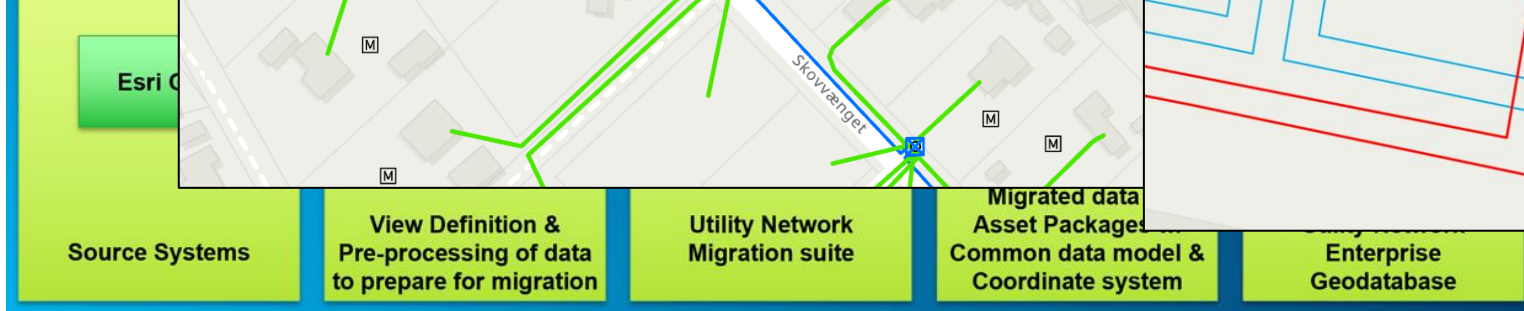 M
Esri
Skovvænget
M
M
M
Source Systems
View Definition &
Pre-processing of data
to prepare for migration
Utility Network
Migration suite
Migrated data
Asset Packages
Common data model &
Coordinate system
Enterprise
Geodatabase